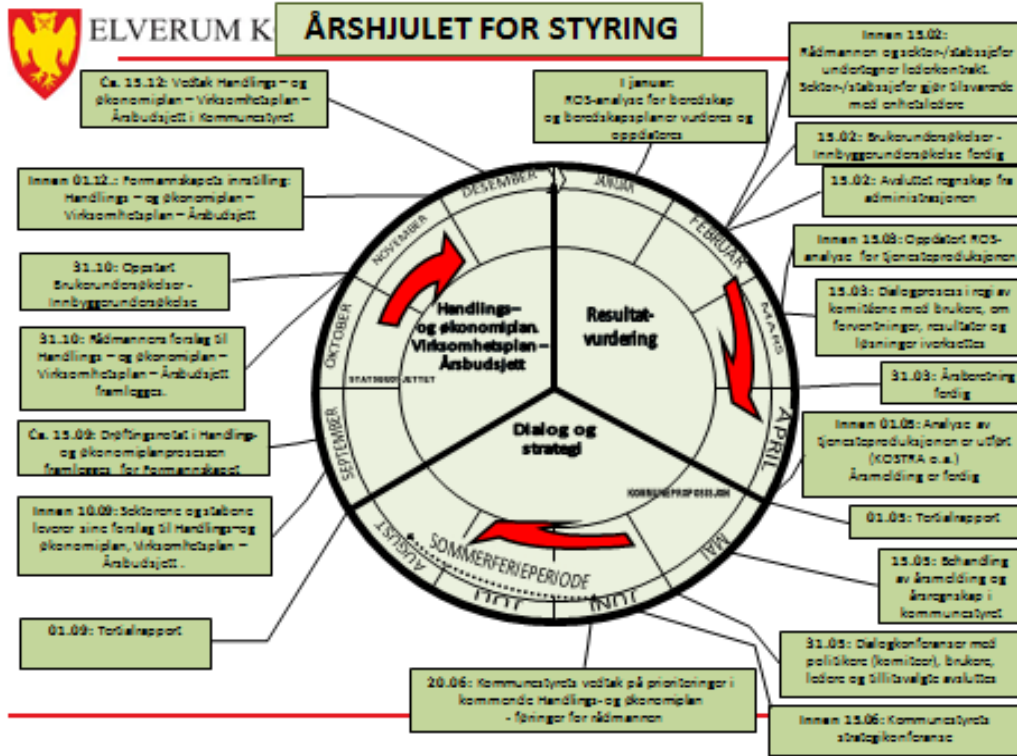 ELVERUM K
ÅRSHJULET FOR STYRING
Ca. 15.12: Vedtak Handlings – og
økonomiplan – Virksomhetsplan –
Årsbudsjett i Kommunestyret
I januar:
ROS-analyse for beredskap
og beredskapsplaner vurderes og
oppdateres
Innen 15.02:
Rådmannen og sektor-/stabssjefer
undertegner lederkontrakt.
Sektor-/stabssjefer gjør tilsvarende
med enhetsledere
15.02: Brukerundersøkelser -
Innbyggerundersøkelse ferdig
15.02: Avsluttet regnskap fra
administrasjonen
Innen 15.03: Oppdatert ROS-
analyse for tjenesteproduksjonen
15.03: Dialogprosess i regi av
komitéene med brukere, om
forventninger, resultater og
løsninger iverksettes
31.03: Årsberetning
ferdig
Innen 01.05: Analyse av
tjenesteproduksjonen er utført
(KOSTRA o.a.)
Årsmelding er ferdig
01.05: Tertialrapport
15.05: Behandling
av årsmelding og
årsregnskap i
kommunestyret
31.05: Dialogkonferanser med
politikere (komiteer), brukere,
ledere og tillitsvalgte avsluttes
Innen 15.06: Kommunestyrets
strategikonferanse
20.06: Kommunestyrets vedtak på prioriteringer i
kommende Handlings- og økonomiplan
- føringer for rådmannen
01.09: Tertialrapport
Innen 10.09: Sektorene og stabene
leverer sine forslag til Handlings-og
økonomiplan, Virksomhetsplan –
Årsbudsjett .
Ca. 15.09: Drøftingsnotat i Handling-
og økonomiplanprosessen
framlegges for Formannskapet
31.10: Rådmannens forslag til
Handlings – og økonomiplan –
Virksomhetsplan – Årsbudsjett
framlegges.
31.10: Oppstart
Brukerundersøkelser -
Innbyggerundersøkelse
Innen 01.12.: Formannskapets innstilling:
Handlings – og økonomiplan –
Virksomhetsplan – Årsbudsjett
JANUAR
FEBRUAR
MARS
APRIL
MAI
JUNI
JULI
AUGUST
SEPTEMBER
OKTOBER
NOVEMBER
DESEMBER
Handlings–
og økonomiplan.
Virksomhetsplan –
Årsbudsjett
Resultat-
vurdering
Dialog og
strategi
STATSBUDSJETTET
KOMMUNEPROPOSISJON
SOMMERFERIEPERIODE